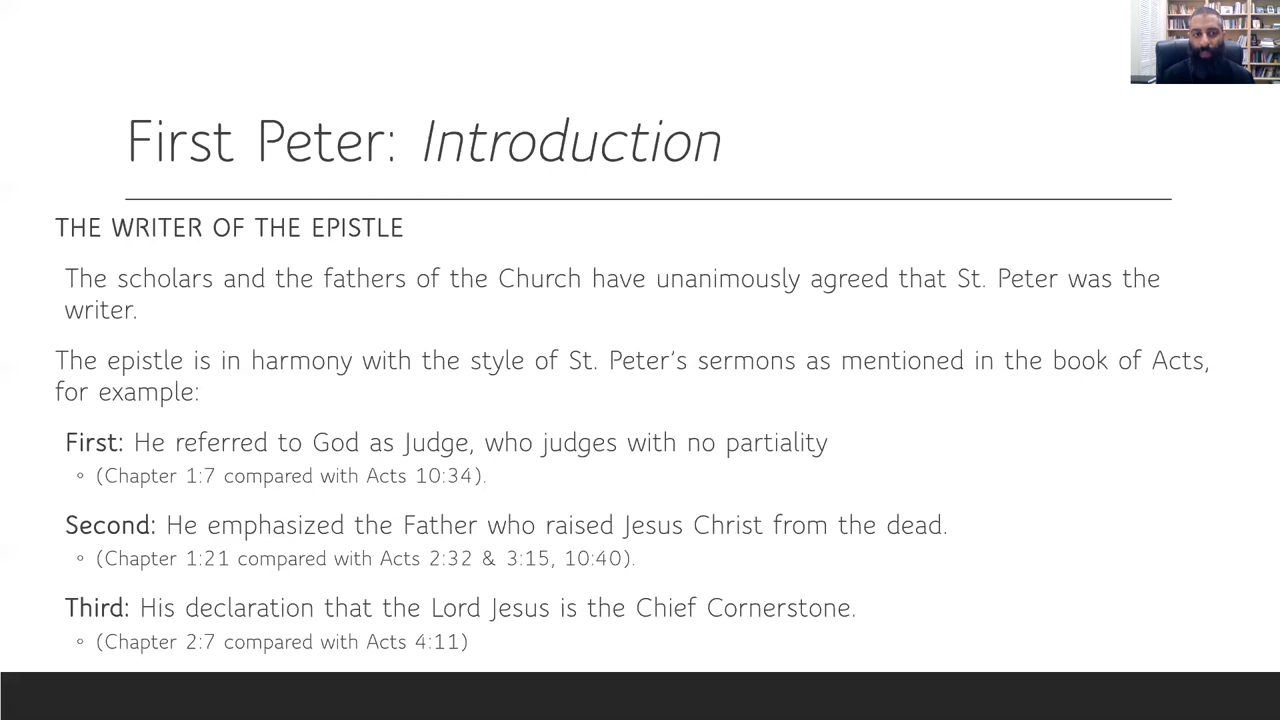 First Peter: Introduction
THE WRITER OF THE EPISTLE
The scholars and the fathers of the Church have unanimously agreed that St. Peter was the
writer.
The epistle is in harmony with the style of St. Peter's sermons as mentioned in the book of Acts,
for example:
First: He referred to God as Judge, who judges with no partiality
◦ (Chapter 1:7 compared with Acts 10:34).
Second: He emphasized the Father who raised Jesus Christ from the dead.
◦ (Chapter 1:21 compared with Acts 2:32 & 3:15, 10:40).
Third: His declaration that the Lord Jesus is the Chief Cornerstone.
◦ (Chapter 2:7 compared with Acts 4:11)